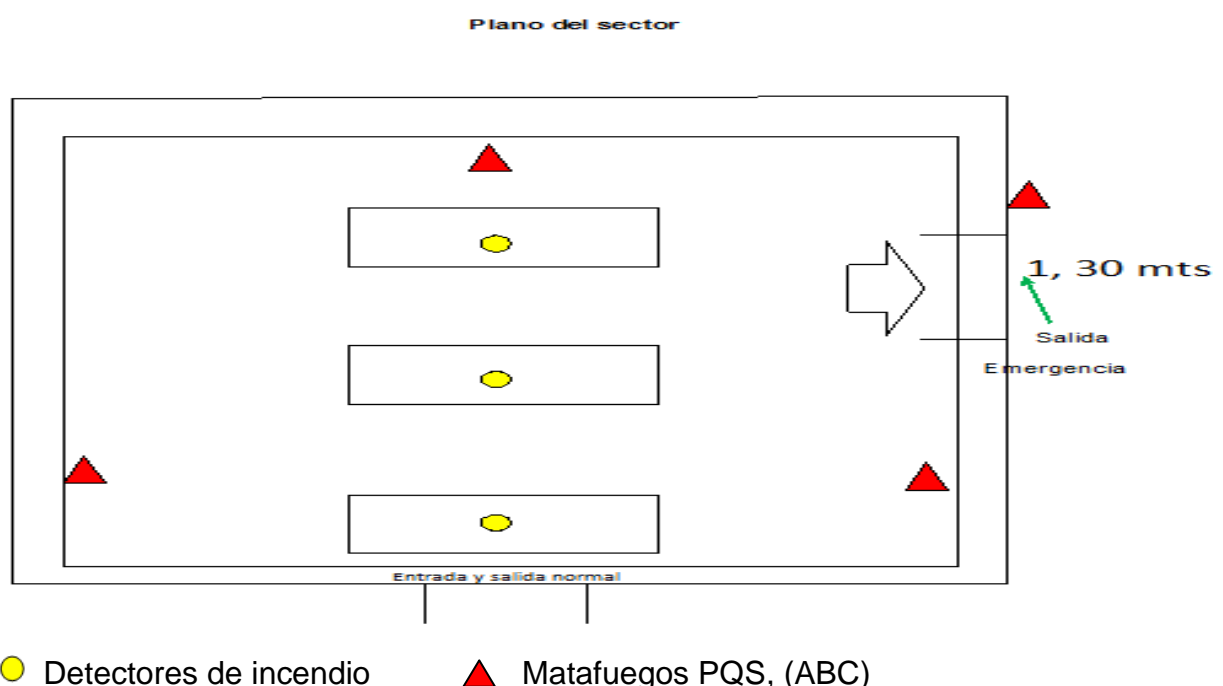 Plano del sector
1, 30 mts
Salida
Emergencia
Entrada y salida normal
Detectores de incendio
Matafuegos PQS, (ABC)